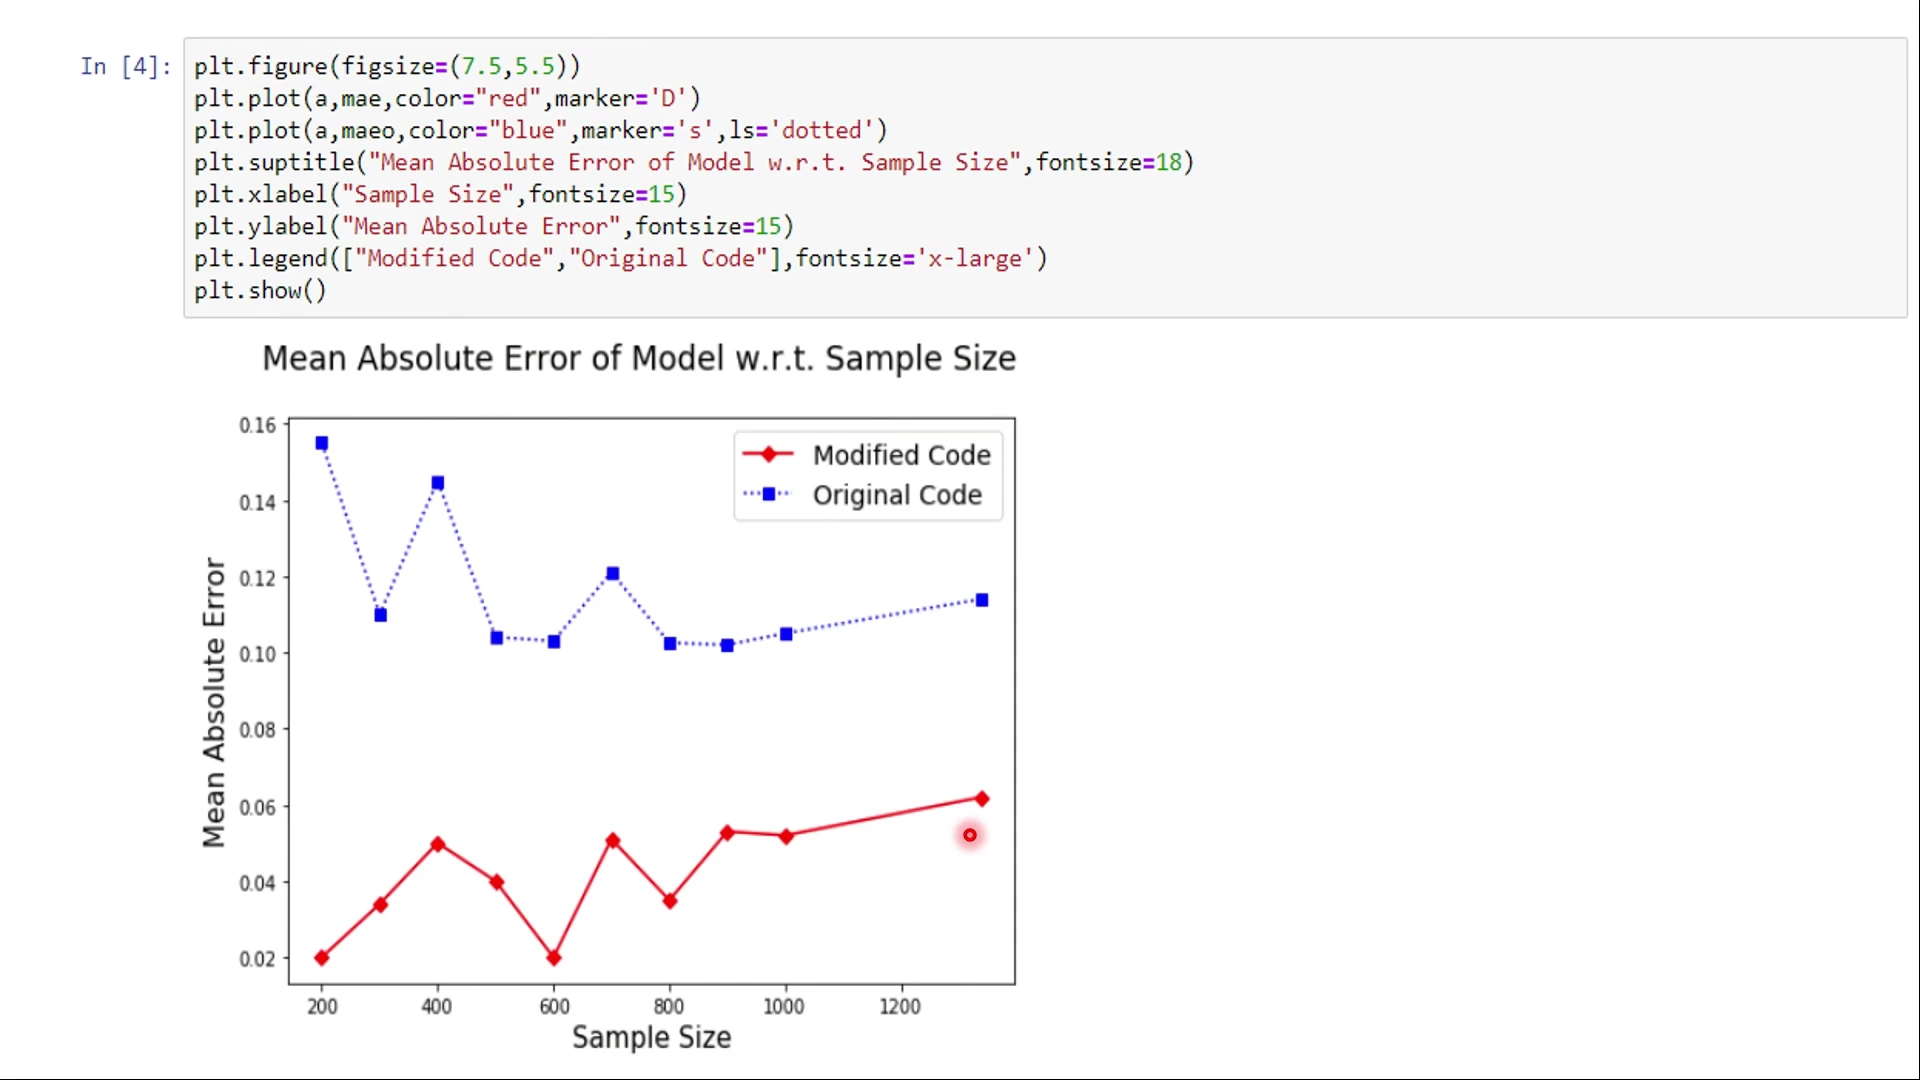 In [4]:
plt.figure(figsize=(7.5,5.5))
plt.plot(a,mae,color="red",marker='D')
plt.plot(a,maeo,color="blue",marker='s',ls='dotted')
plt.suptitle("Mean Absolute Error of Model w.r.t. Sample Size",fontsize=18)
plt.xlabel("Sample Size",fontsize=15)
plt.ylabel("Mean Absolute Error",fontsize=15)
plt.legend(["Modified Code","Original Code"],fontsize='x-large')
plt.show()
Mean Absolute Error of Model w.r.t. Sample Size
Modified Code
Original Code
Mean Absolute Error
0.16
0.14
0.12
0.10
0.08
0.06
0.04
0.02
200 400 600 800 1000 1200
Sample Size